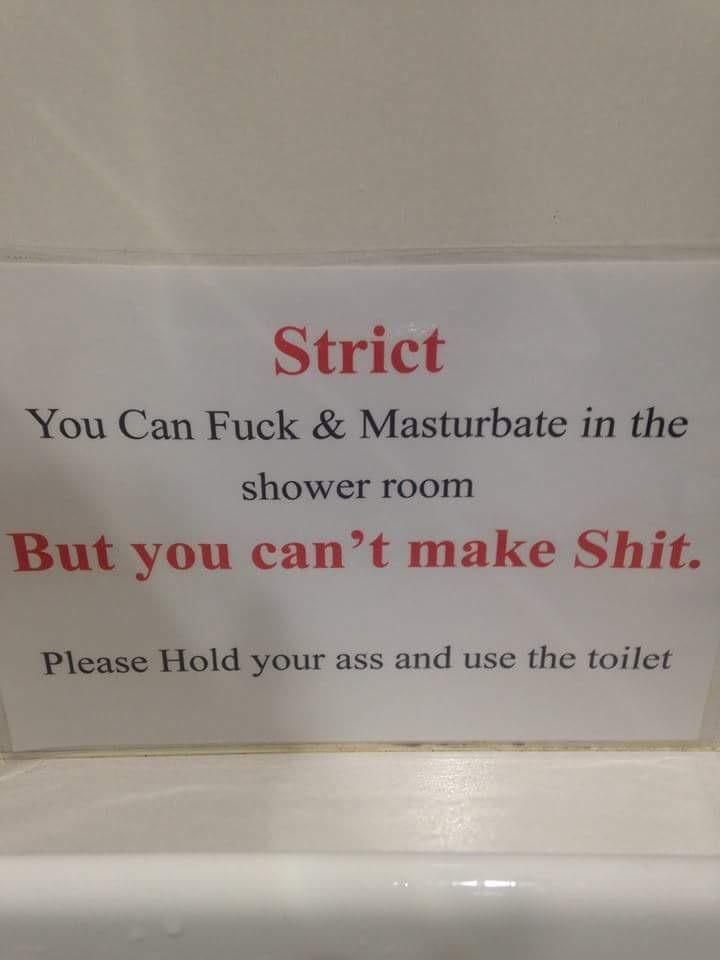 Strict
You Can Fuck & Masturbate in the
shower room
But you can't make Shit.
Please Hold your ass and use the toilet